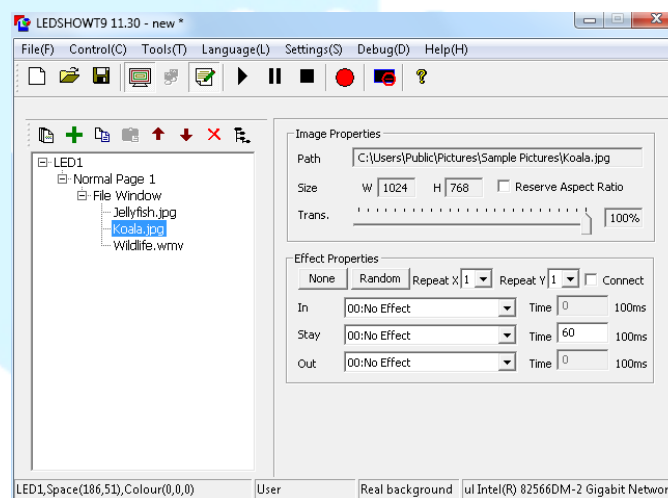 LEDSHOWT9 11.30 - new *
File(F) Control(C) Tools(T) Language(L) Settings(S) Debug(D) Help(H)
LED1
Normal Page 1
File Window
Jellyfish.jpg
Koala.jpg
Wildlife.wmv
Image Properties
Path C:\Users\Public\Pictures\Sample Pictures\Koala.jpg
Size W 1024 H 768 Reserve Aspect Ratio
Trans. 100%
Effect Properties
None Random Repeat X 1 Repeat Y 1 Connect
In 00:No Effect Time 0 100ms
Stay 00:No Effect Time 60 100ms
Out 00:No Effect Time 0 100ms
LED1,Space(186,51),Colour(0,0,0) User Real background ul Intel(R) 82566DM-2 Gigabit Networ